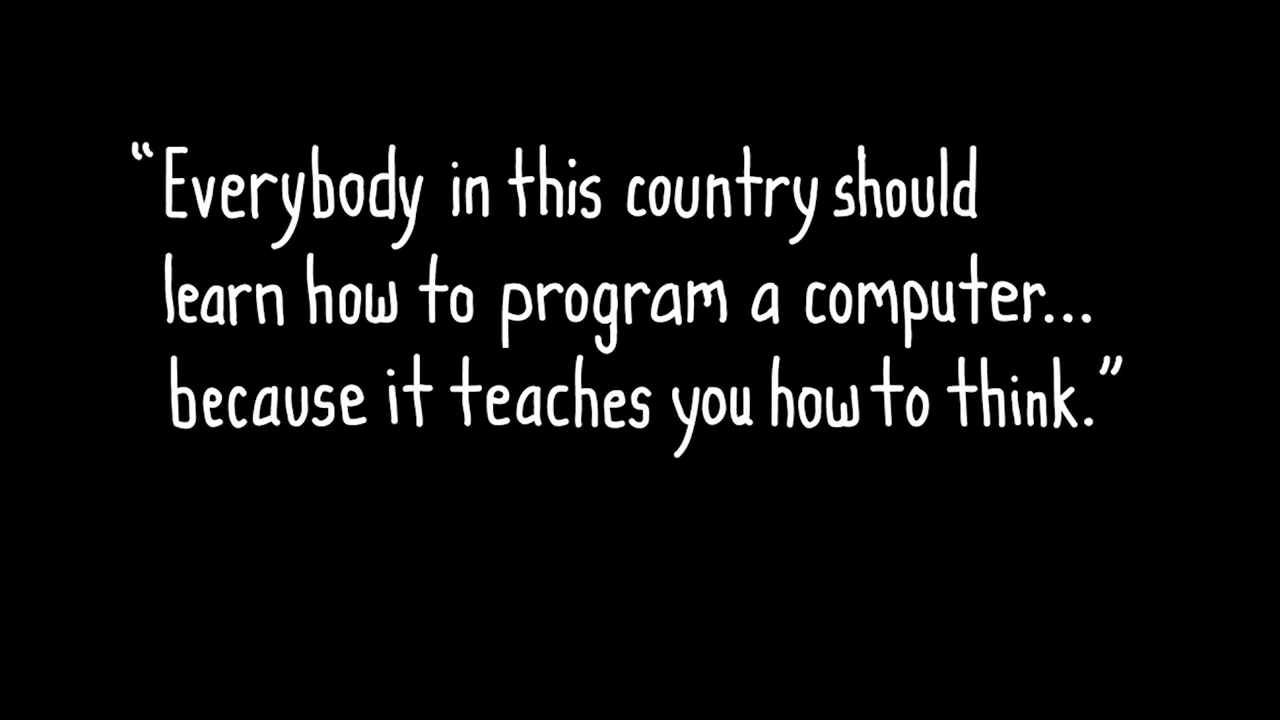 “Everybody in this country should
learn how to program a computer...
because it teaches you how to think.”